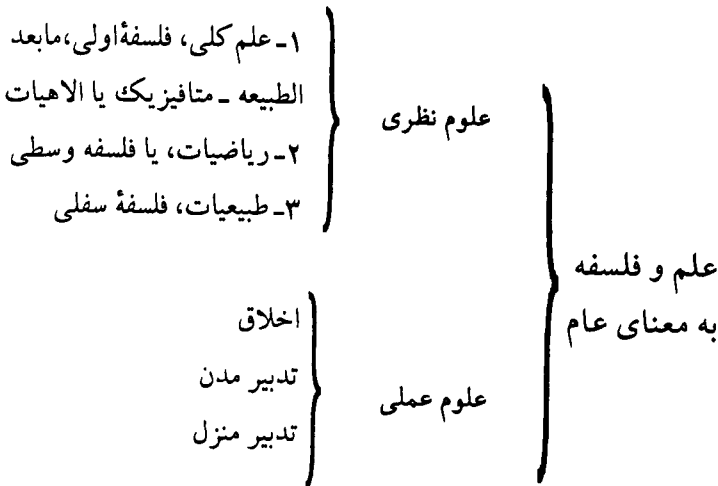 علم و فلسفه
به معنای عام
علوم نظری
۱ـ علم کلی، فلسفهٔ اولی، مابعد
الطبیعه ـ متافیزیک یا الاهیات
۲ـ ریاضیات، یا فلسفه وسطی
۳ـ طبیعیات، فلسفهٔ سفلی
علوم عملی
اخلاق
تدبیر مدن
تدبیر منزل